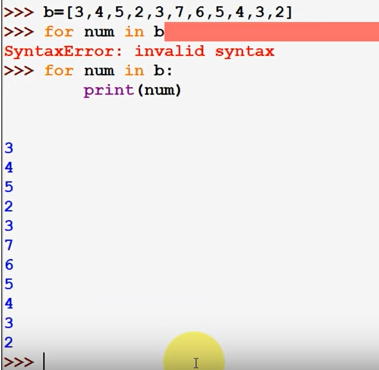 >>> b=[3,4,5,2,3,7,6,5,4,3,2]
>>> for num in b
SyntaxError: invalid syntax
>>> for num in b:
        print(num)
3
4
5
2
3
7
6
5
4
3
2
>>>